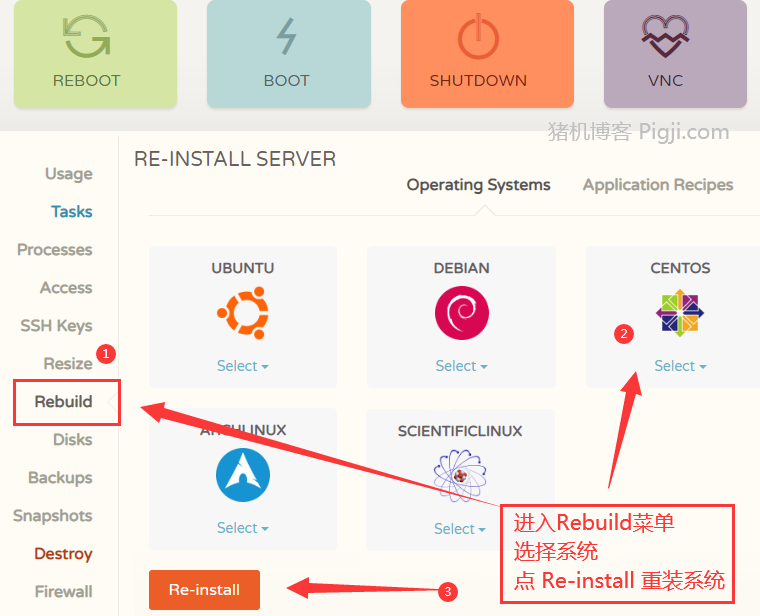 REBOOT
BOOT
SHUTDOWN
VNC
猪机博客 Pigji.com
RE-INSTALL SERVER
Operating Systems
Application Recipes
Usage
Tasks
Processes
Access
SSH Keys
Resize
1
Rebuild
Disks
Backups
Snapshots
Destroy
Firewall
UBUNTU
Select
DEBIAN
Select
CENTOS
2
Select
ARCHLINUX
Select
SCIENTIFICLINUX
Select
进入Rebuild菜单
选择系统
点 Re-install 重装系统
Re-install
3